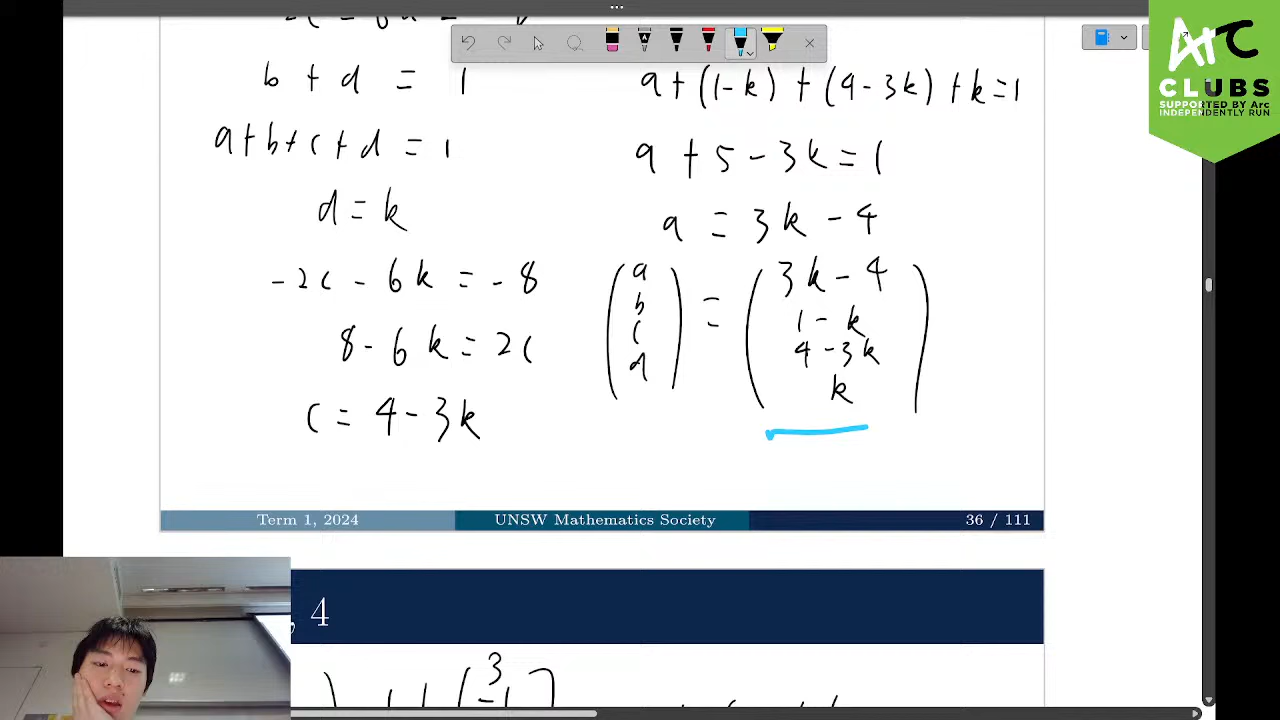 b + d = 1
a+b+c+d = 1
d = k
-2c - 6k = -8
8 - 6k = 2c
c = 4 - 3k
a + (1-k) + (4-3k) + k = 1
a + 5 - 3k = 1
a = 3k - 4
(a b c d) = (3k - 4
1 - k
4 - 3k
k)
Term 1, 2024 UNSW Mathematics Society 36 / 111
, 4
3
-1
Arc
CLUBS
SUPPORTED BY Arc
INDEPENDENTLY RUN